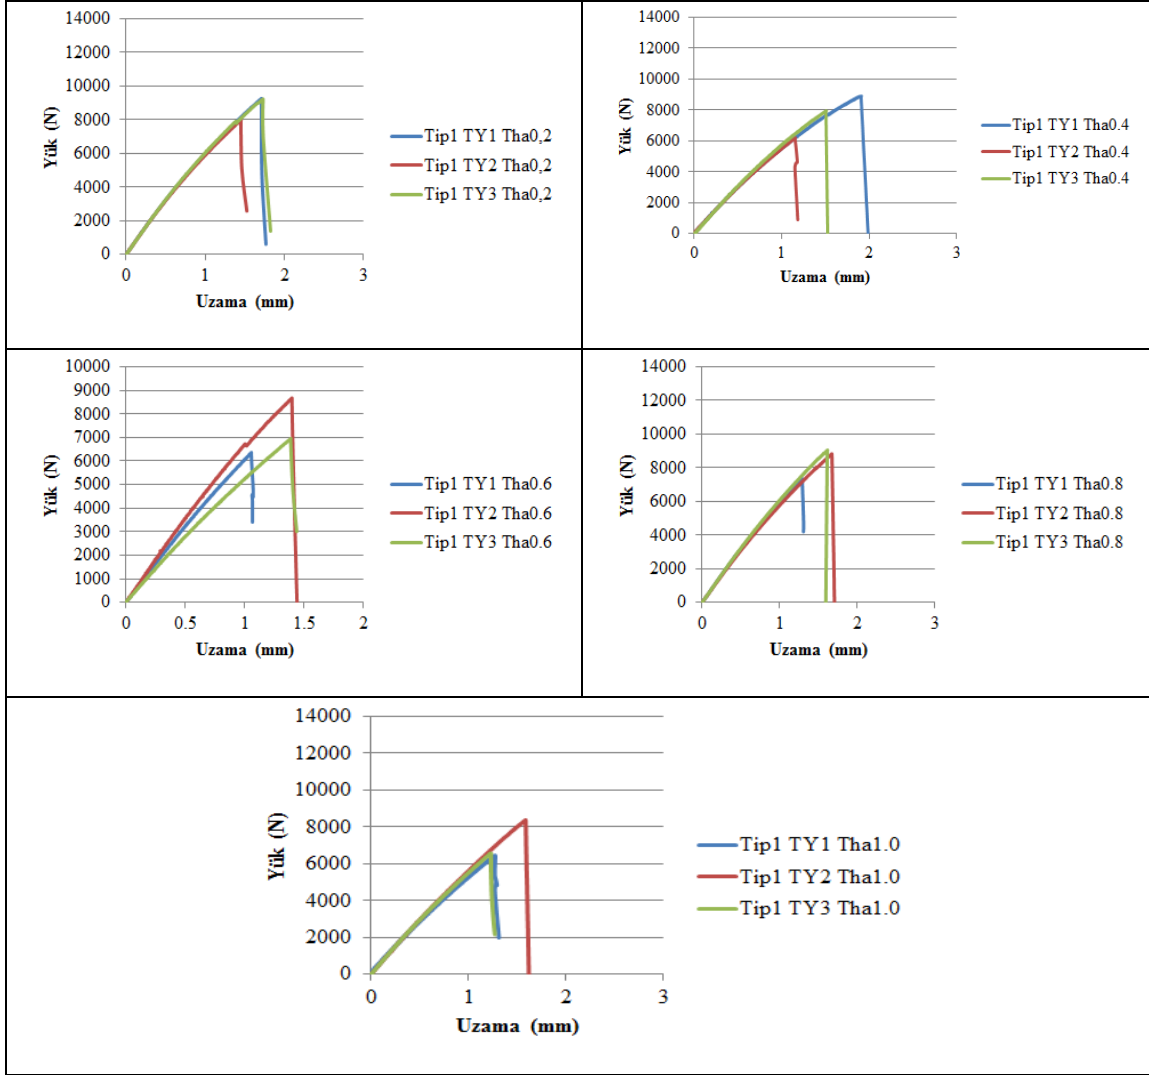 14000
12000
10000
8000
6000
4000
2000
0
Yük (N)
0 1 2 3
Uzama (mm)
Tip1 TY1 Tha0,2
Tip1 TY2 Tha0,2
Tip1 TY3 Tha0,2
14000
12000
10000
8000
6000
4000
2000
0
Yük (N)
0 1 2 3
Uzama (mm)
Tip1 TY1 Tha0.4
Tip1 TY2 Tha0.4
Tip1 TY3 Tha0.4
10000
9000
8000
7000
6000
5000
4000
3000
2000
1000
0
Yük (N)
0 0.5 1 1.5 2
Uzama (mm)
Tip1 TY1 Tha0.6
Tip1 TY2 Tha0.6
Tip1 TY3 Tha0.6
14000
12000
10000
8000
6000
4000
2000
0
Yük (N)
0 1 2 3
Uzama (mm)
Tip1 TY1 Tha0.8
Tip1 TY2 Tha0.8
Tip1 TY3 Tha0.8
14000
12000
10000
8000
6000
4000
2000
0
Yük (N)
0 1 2 3
Uzama (mm)
Tip1 TY1 Tha1.0
Tip1 TY2 Tha1.0
Tip1 TY3 Tha1.0